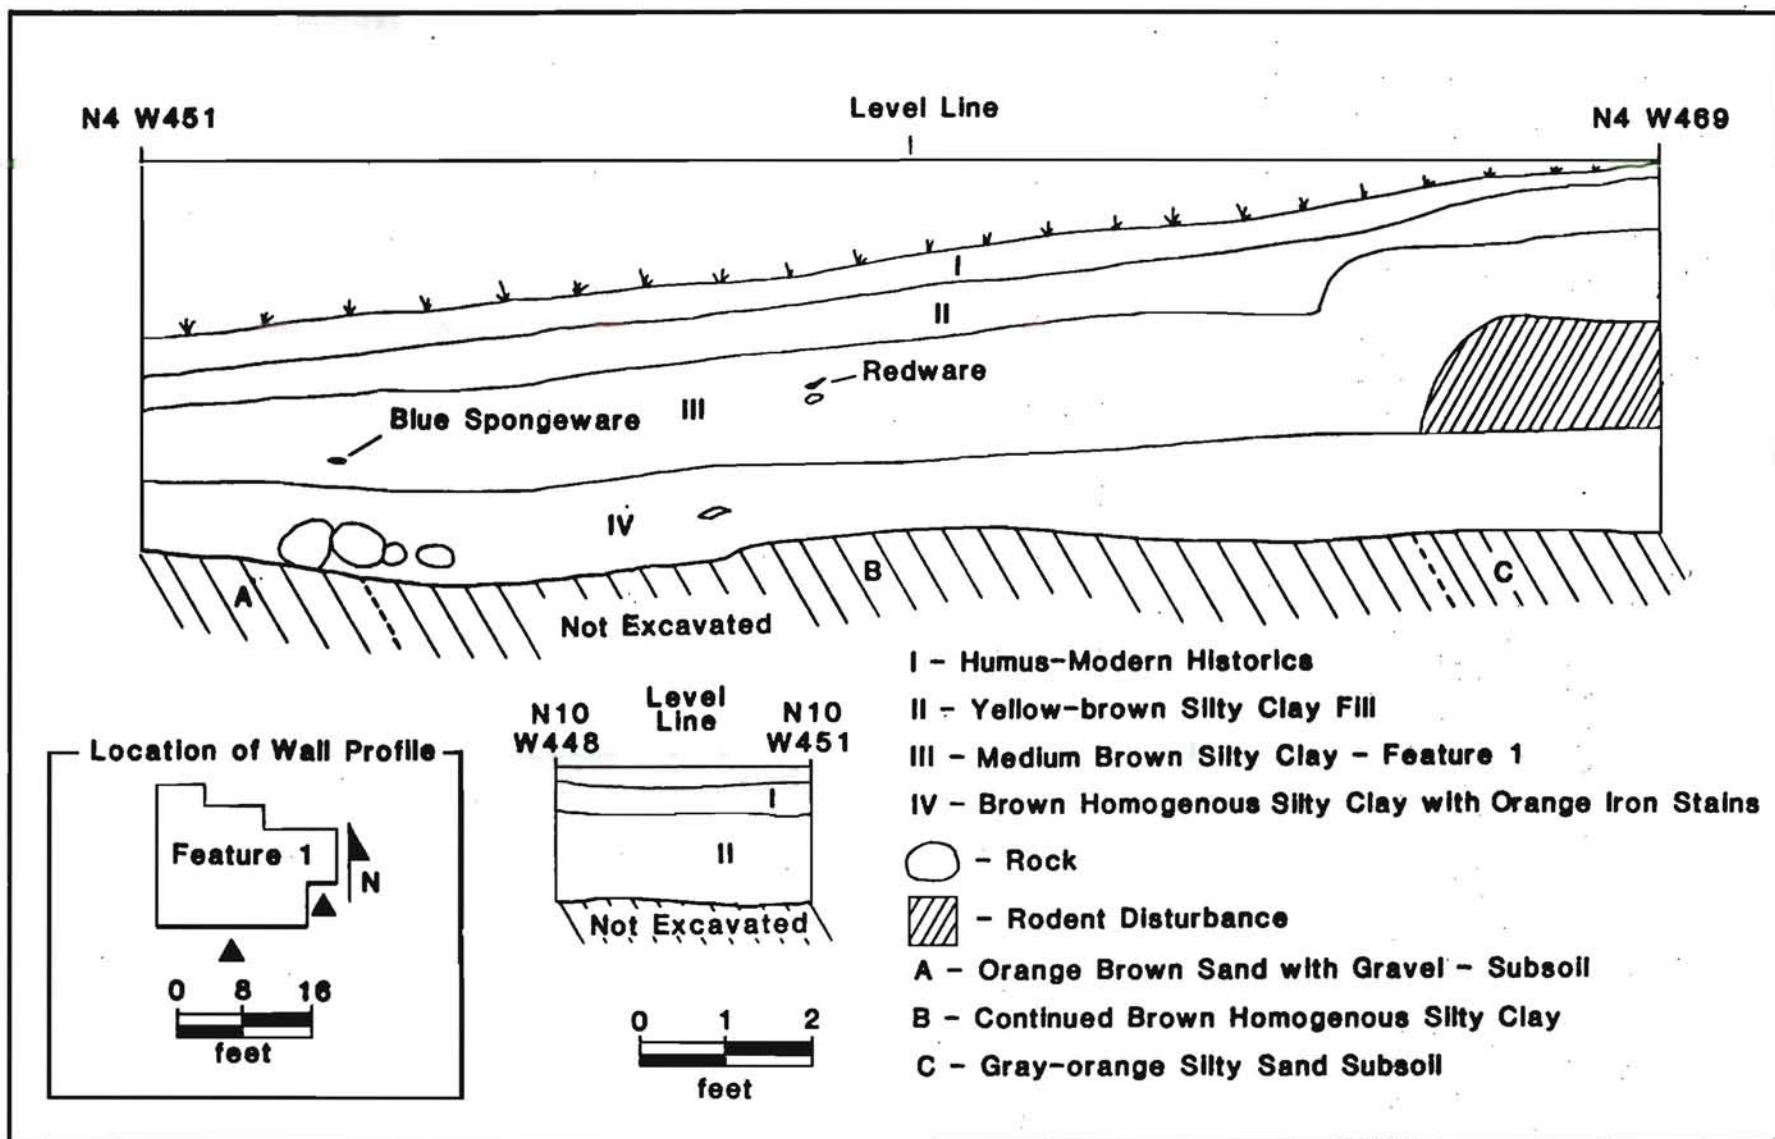 N4 W451
Level Line
N4 W469
I
II
Redware
III
Blue Spongeware
IV
A
B
C
Not Excavated
I - Humus-Modern Historics
II - Yellow-brown Silty Clay Fill
III - Medium Brown Silty Clay - Feature 1
IV - Brown Homogenous Silty Clay with Orange Iron Stains
- Rock
- Rodent Disturbance
A - Orange Brown Sand with Gravel - Subsoil
B - Continued Brown Homogenous Silty Clay
C - Gray-orange Silty Sand Subsoil
N10
W448
Level
Line
N10
W451
I
II
Not Excavated
0 1 2
feet
Location of Wall Profile
Feature 1
N
0 8 16
feet